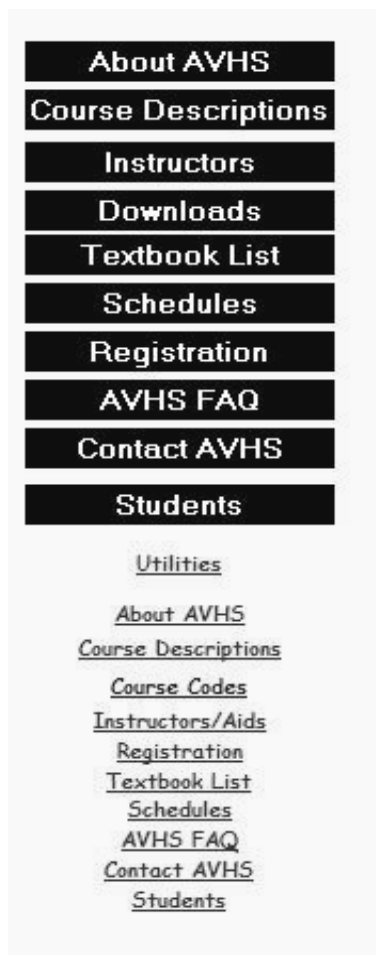 About AVHS
Course Descriptions
Instructors
Downloads
Textbook List
Schedules
Registration
AVHS FAQ
Contact AVHS
Students
Utilities
About AVHS
Course Descriptions
Course Codes
Instructors/Aids
Registration
Textbook List
Schedules
AVHS FAQ
Contact AVHS
Students